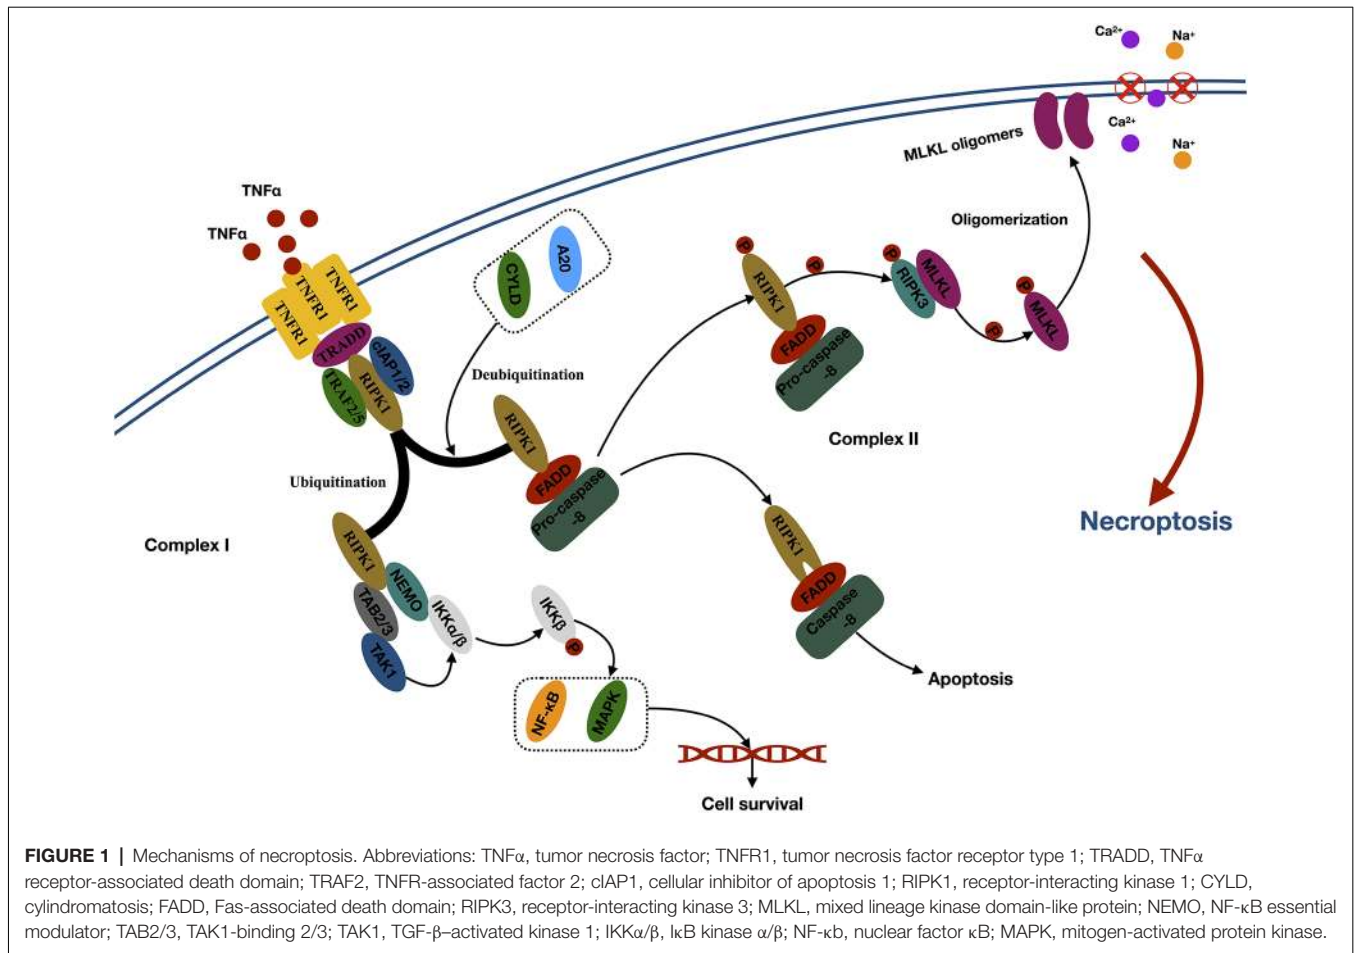 Ca²⁺
Na⁺
Ca²⁺
Na⁺
MLKL oligomers
TNFα
TNFα
TNFR1
TNFR1
TNFR1
CYLD
A20
Oligomerization
P
RIPK1
P
FADD
Pro-caspase
-8
P
RIPK3
MLKL
P
P
MLKL
TRADD
cIAP1/2
TRAF2/5
RIPK1
Deubiquitination
RIPK1
FADD
Pro-caspase
-8
Complex II
Ubiquitination
Necroptosis
Complex I
RIPK1
NEMO
TAB2/3
IKKα/β
TAK1
IKKβ
P
RIPK1
FADD
Caspase
-8
Apoptosis
NF-κB
MAPK
Cell survival
FIGURE 1 | Mechanisms of necroptosis. Abbreviations: TNFα, tumor necrosis factor; TNFR1, tumor necrosis factor receptor type 1; TRADD, TNFα
receptor-associated death domain; TRAF2, TNFR-associated factor 2; cIAP1, cellular inhibitor of apoptosis 1; RIPK1, receptor-interacting kinase 1; CYLD,
cylindromatosis; FADD, Fas-associated death domain; RIPK3, receptor-interacting kinase 3; MLKL, mixed lineage kinase domain-like protein; NEMO, NF-κB essential
modulator; TAB2/3, TAK1-binding 2/3; TAK1, TGF-β–activated kinase 1; IKKα/β, IκB kinase α/β; NF-κb, nuclear factor κB; MAPK, mitogen-activated protein kinase.